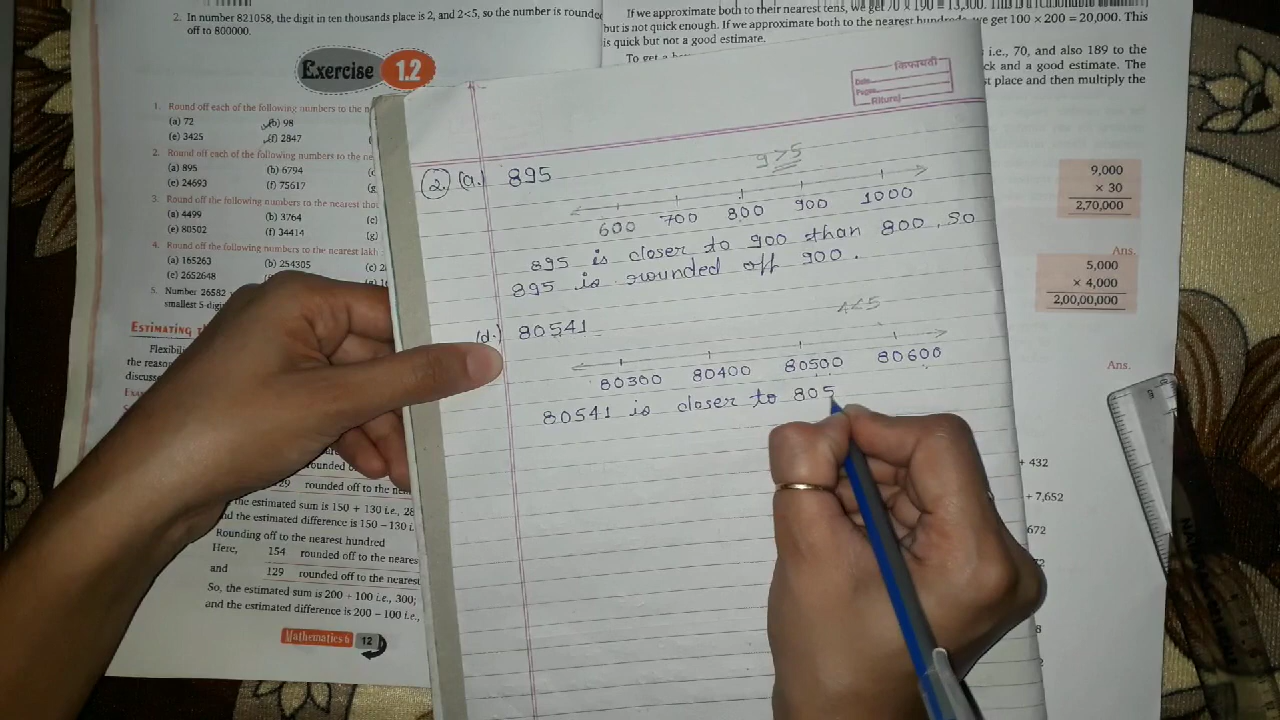 2. In number 821058, the digit in ten thousands place is 2, and 2<5, so the number is rounded
off to 800000.
Exercise 1.2
1. Round off each of the following numbers to the
(a) 72 (b) 98
(e) 3425 (f) 2847
2. Round off each of the following numbers to the
(a) 895 (b) 6794
(e) 24693 (f) 75617 (g
3. Round off the following numbers to the nearest
(a) 4499 (b) 3764 (c)
(e) 80502 (f) 34414 (g)
4. Round off the following numbers to the nearest lakh
(a) 165263 (b) 254305 (c)
(e) 2652648
5. Number 26582
smallest 5-digi
ESTIMATING
the reaso
rounded
29 rounded off to the
the estimated sum is 150 + 130 i.e., 28
the estimated difference is 150 – 130 i.
Rounding off to the nearest hundred
Here, 154 rounded off to the neares
and 129 rounded off to the nearest
So, the estimated sum is 200 + 100 i.e., 300;
and the estimated difference is 200 – 100 i.e.,
Mathematics 6 12
If we approximate both to their nearest tens, we get
but is not quick enough. If we approximate both to the nearest we get 100 × 200 = 20,000. This
is quick but not a good estimate.
To get a
i.e., 70, and also 189 to the
ck and a good estimate. The
st place and then multiply the
9,000
× 30
2,70,000
Ans.
5,000
× 4,000
2,00,00,000
Ans.
+ 432
+ 7,652
672
Date
Pages
Rituraj
2. (a.) 895
9>5
600 700 800 900 1000
895 is closer to 900 than 800, so
895 is rounded off 900.
(d.) 80541
4<5
80300 80400 80500 80600
80541 is closer to 805